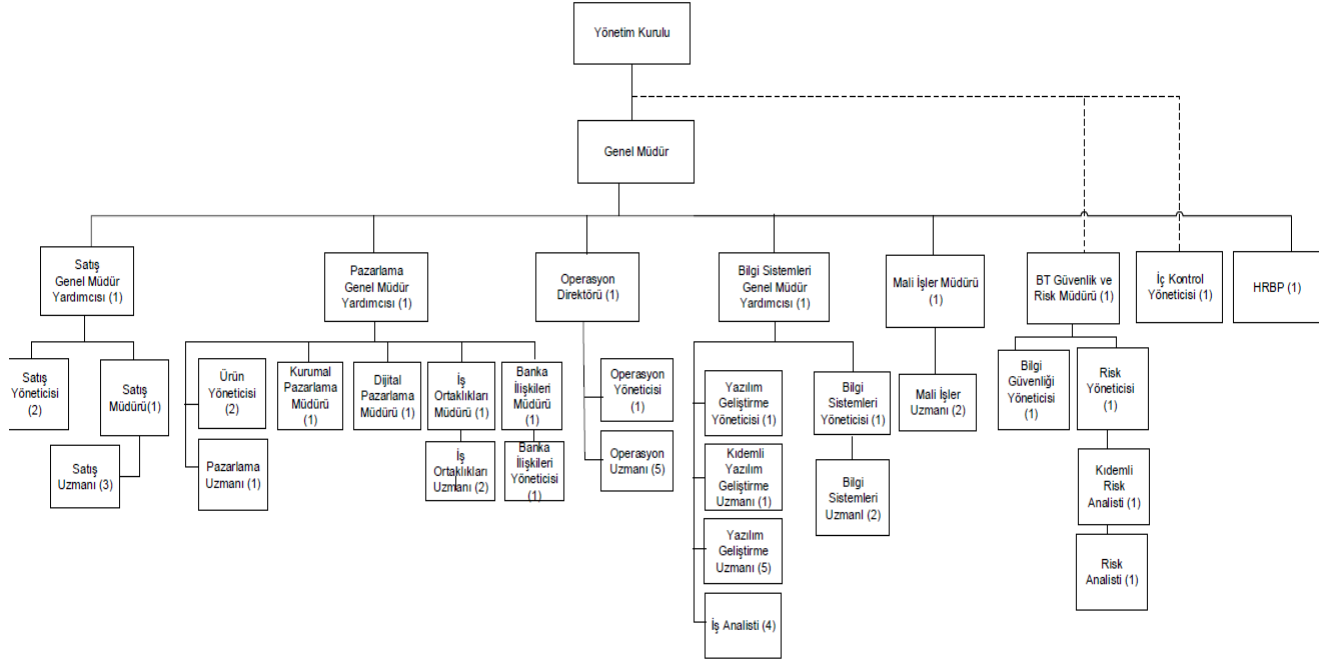 Yönetim Kurulu
Genel Müdür
Satış
Genel Müdür
Yardımcısı (1)
Pazarlama
Genel Müdür
Yardımcısı (1)
Operasyon
Direktörü (1)
Bilgi Sistemleri
Genel Müdür
Yardımcısı (1)
Mali İşler Müdürü
(1)
BT Güvenlik ve
Risk Müdürü (1)
İç Kontrol
Yöneticisi (1)
HRBP (1)
Satış
Yöneticisi
(2)
Satış
Müdürü(1)
Satış
Uzmanı (3)
Ürün
Yöneticisi
(2)
Pazarlama
Uzmanı (1)
Kurumal
Pazarlama
Müdürü
(1)
Dijital
Pazarlama
Müdürü (1)
İş
Ortaklıkları
Müdürü (1)
İş
Ortaklıkları
Uzmanı (2)
Banka
İlişkileri
Müdürü
(1)
Banka
İlişkileri
Yöneticisi
(1)
Operasyon
Yöneticisi
(1)
Operasyon
Uzmanı (5)
Yazılım
Geliştirme
Yöneticisi (1)
Kıdemli
Yazılım
Geliştirme
Uzmanı (1)
Yazılım
Geliştirme
Uzmanı (5)
İş Analisti (4)
Bilgi
Sistemleri
Yöneticisi (1)
Bilgi
Sistemleri
Uzmanl (2)
Mali İşler
Uzmanı (2)
Bilgi
Güvenliği
Yöneticisi
(1)
Risk
Yöneticisi
(1)
Kıdemli
Risk
Analisti (1)
Risk
Analisti (1)